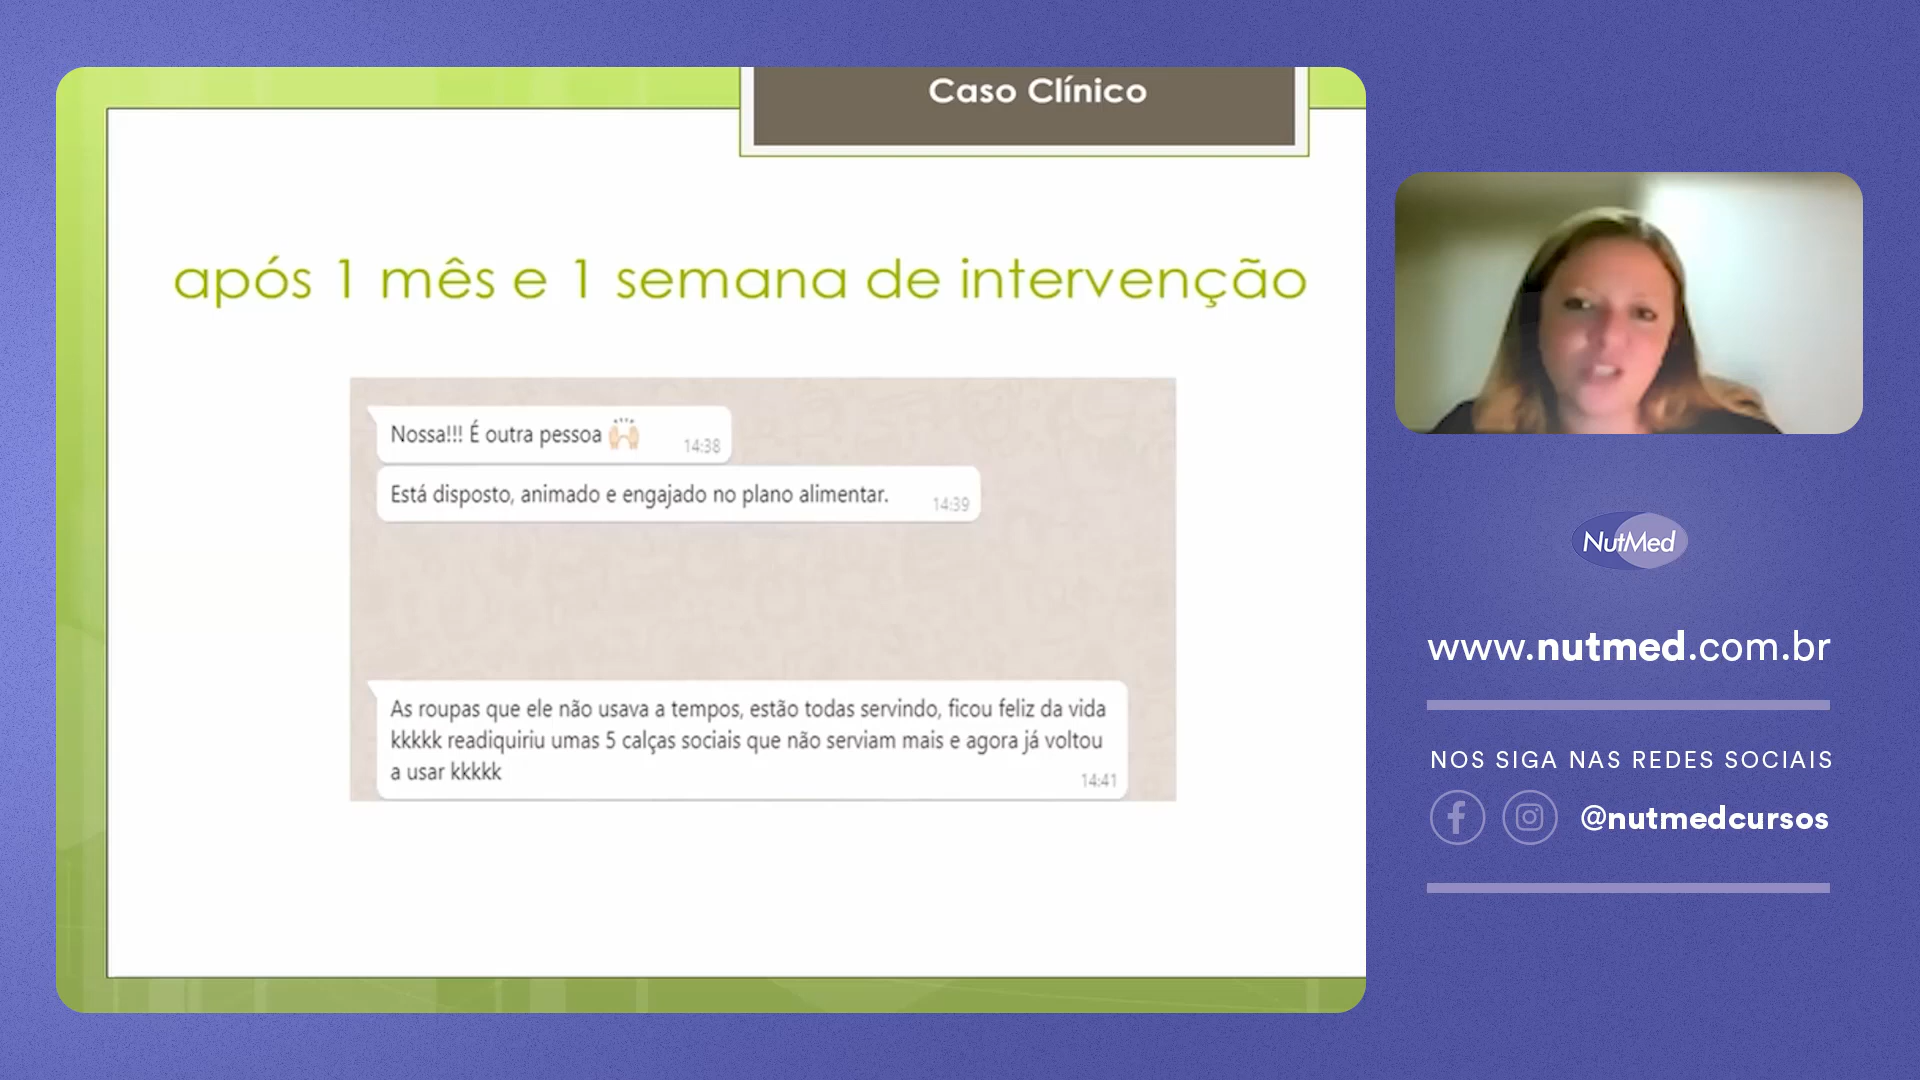 Caso Clínico
após 1 mês e 1 semana de intervenção
Nossa!!! É outra pessoa 🙌🏻
14:38
Está disposto, animado e engajado no plano alimentar.
14:39
As roupas que ele não usava a tempos, estão todas servindo, ficou feliz da vida
kkkkk readiquiriu umas 5 calças sociais que não serviam mais e agora já voltou
a usar kkkkk
14:41
NutMed
www.nutmed.com.br
NOS SIGA NAS REDES SOCIAIS
@nutmedcursos